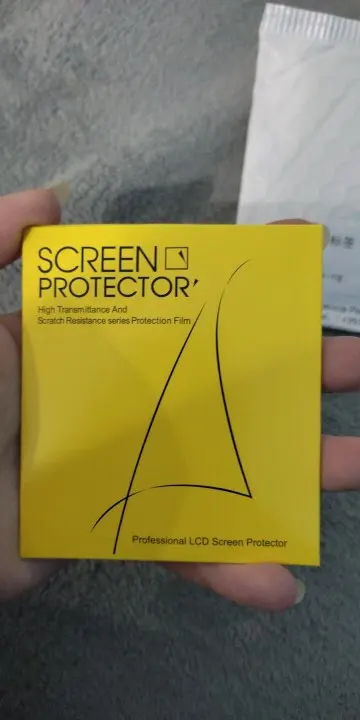 SCREEN
PROTECTOR
High Transmittance And
Scratch Resistance series Protection Film
Professional LCD Screen Protector